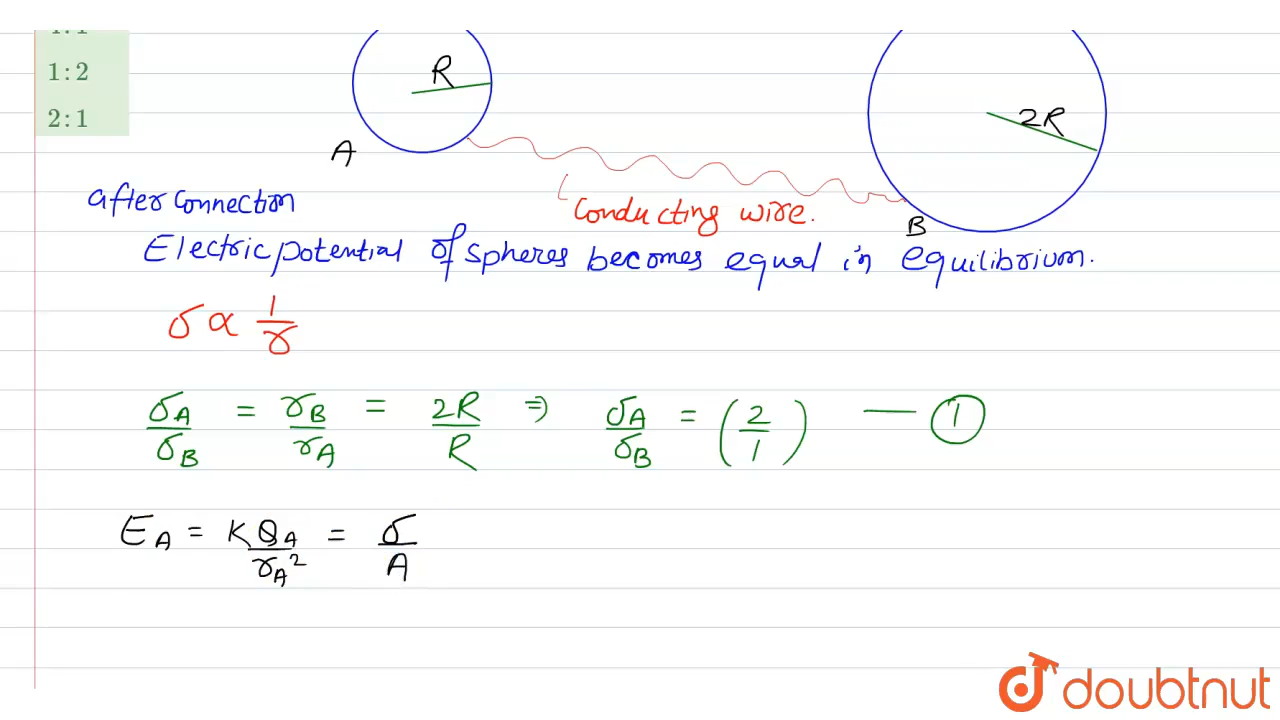 R
1 : 2
2R
2 : 1
A
after connection
conducting wire.
B
Electric potential of spheres becomes equal in equilibrium.
σ ∝ 1/r
σA/σB = rB/rA = 2R/R ⇒ σA/σB = (2/1) — ①
EA = KQA/rA² = σ/A
doubtnut